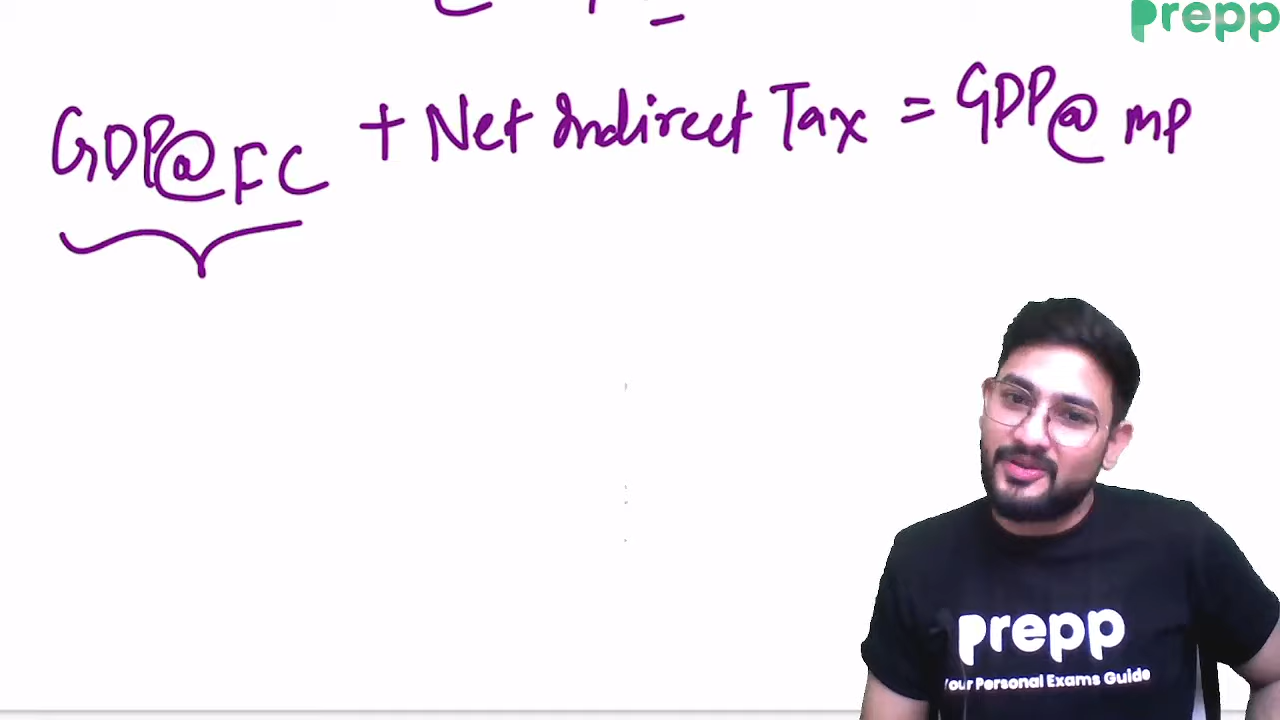 prepp
GDP@FC + Net Indirect Tax = GDP@MP
prepp
Your Personal Exams Guide